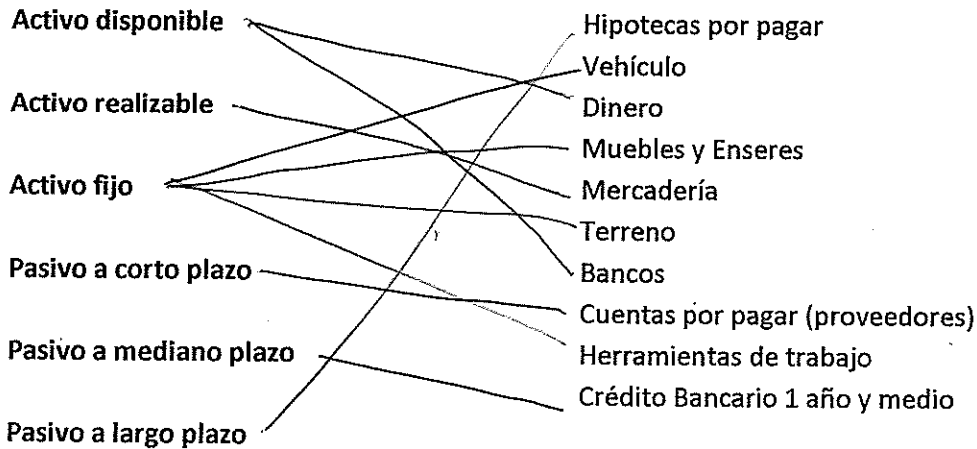 Activo disponible
Activo realizable
Activo fijo
Pasivo a corto plazo
Pasivo a mediano plazo
Pasivo a largo plazo
Hipotecas por pagar
Vehículo
Dinero
Muebles y Enseres
Mercadería
Terreno
Bancos
Cuentas por pagar (proveedores)
Herramientas de trabajo
Crédito Bancario 1 año y medio